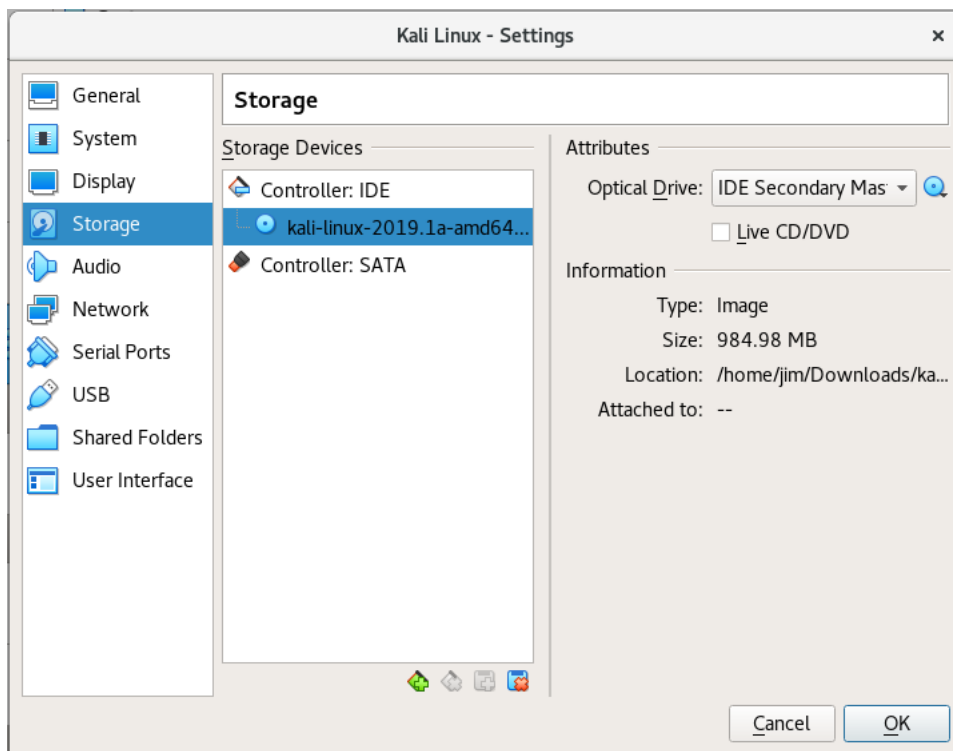 Kali Linux - Settings
×
General
System
Display
Storage
Audio
Network
Serial Ports
USB
Shared Folders
User Interface
Storage
Storage Devices
Controller: IDE
kali-linux-2019.1a-amd64...
Controller: SATA
Attributes
Optical Drive: IDE Secondary Mas
Live CD/DVD
Information
Type: Image
Size: 984.98 MB
Location: /home/jim/Downloads/ka...
Attached to: --
Cancel OK